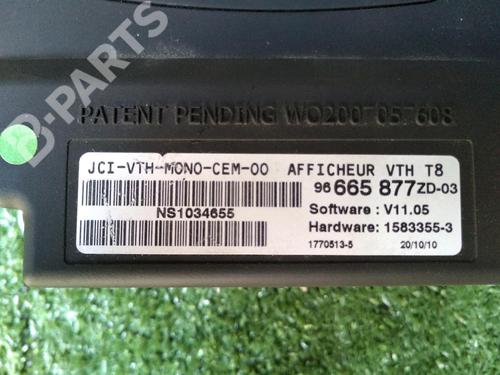 B-PARTS
PATENT PENDING WO2007057608
JCI-VTH-MONO-CEM-00 AFFICHEUR VTH T8
96 665 877ZD-03
NS1034655
Software : V11.05
Hardware: 1583355-3
1770513-5 20/10/10